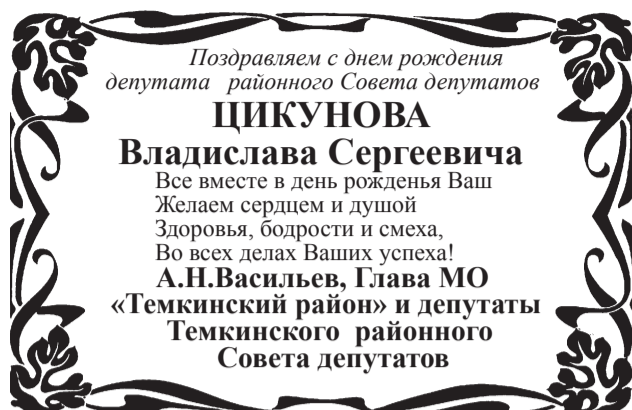 Поздравляем с днем рождения
депутата районного Совета депутатов
ЦИКУНОВА
Владислава Сергеевича
Все вместе в день рожденья Ваш
Желаем сердцем и душой
Здоровья, бодрости и смеха,
Во всех делах Ваших успеха!
А.Н.Васильев, Глава МО
«Темкинский район» и депутаты
Темкинского районного
Совета депутатов